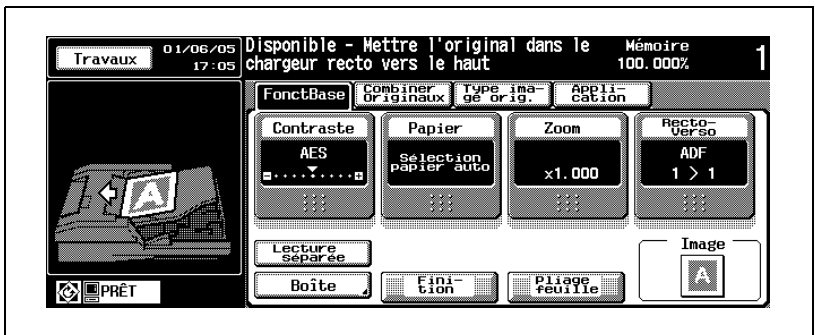 Travaux
01/06/05
17:05
Disponible - Mettre l'original dans le
chargeur recto vers le haut
Mémoire
100.000%
1
FonctBase
Combiner
Originaux
Type ima-
ge orig.
Appli-
cation
Contraste
Papier
Zoom
Recto-
Verso
AES
Sélection
papier auto
×1.000
ADF
1 > 1
A
Lecture
séparée
Image
Boîte
Fini-
tion
Pliage
feuille
A
PRÊT